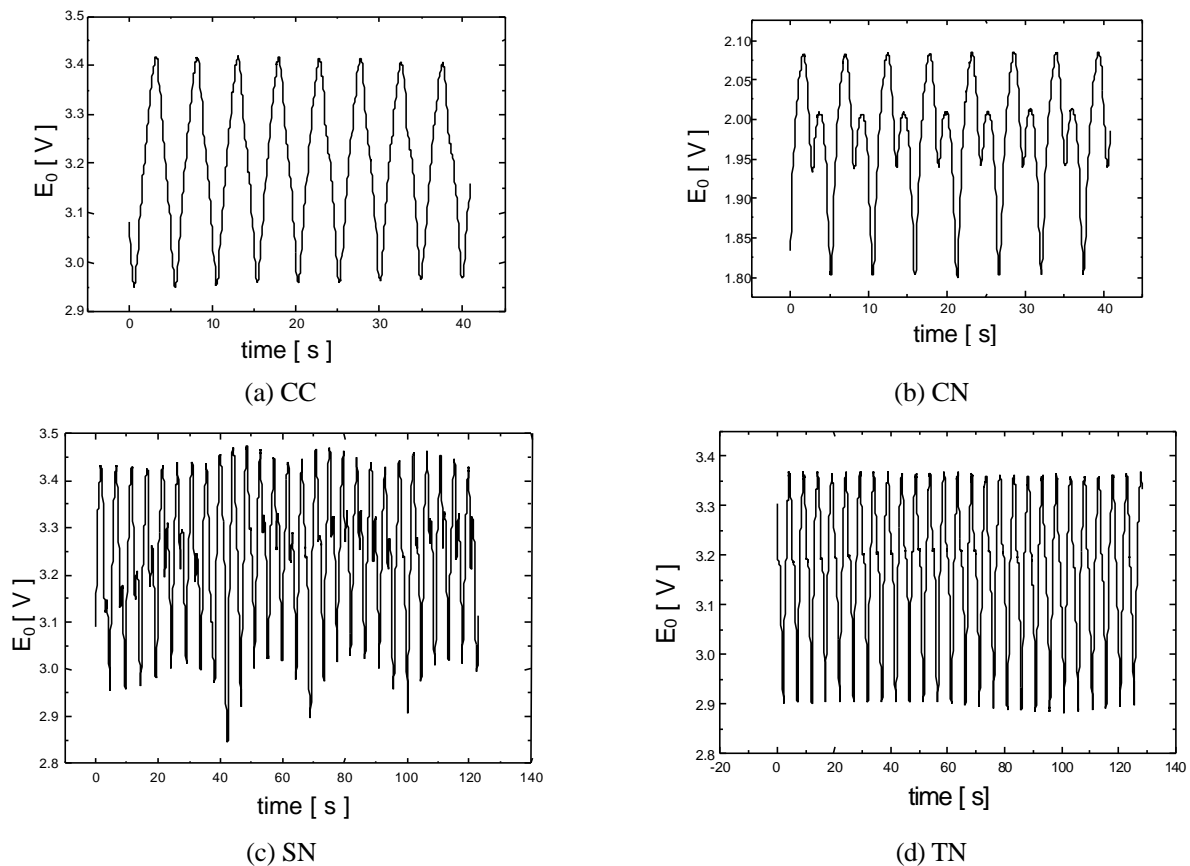 3.5
3.4
3.3
3.2
3.1
3.0
2.9
E0 [ V ]
0 10 20 30 40
time [ s ]
(a) CC
2.10
2.05
2.00
1.95
1.90
1.85
1.80
E0 [ V ]
0 10 20 30 40
time [ s]
(b) CN
3.5
3.4
3.3
3.2
3.1
3.0
2.9
2.8
E0 [ V ]
0 20 40 60 80 100 120 140
time [ s ]
(c) SN
3.4
3.3
3.2
3.1
3.0
2.9
2.8
E0 [ V ]
-20 0 20 40 60 80 100 120 140
time [ s]
(d) TN